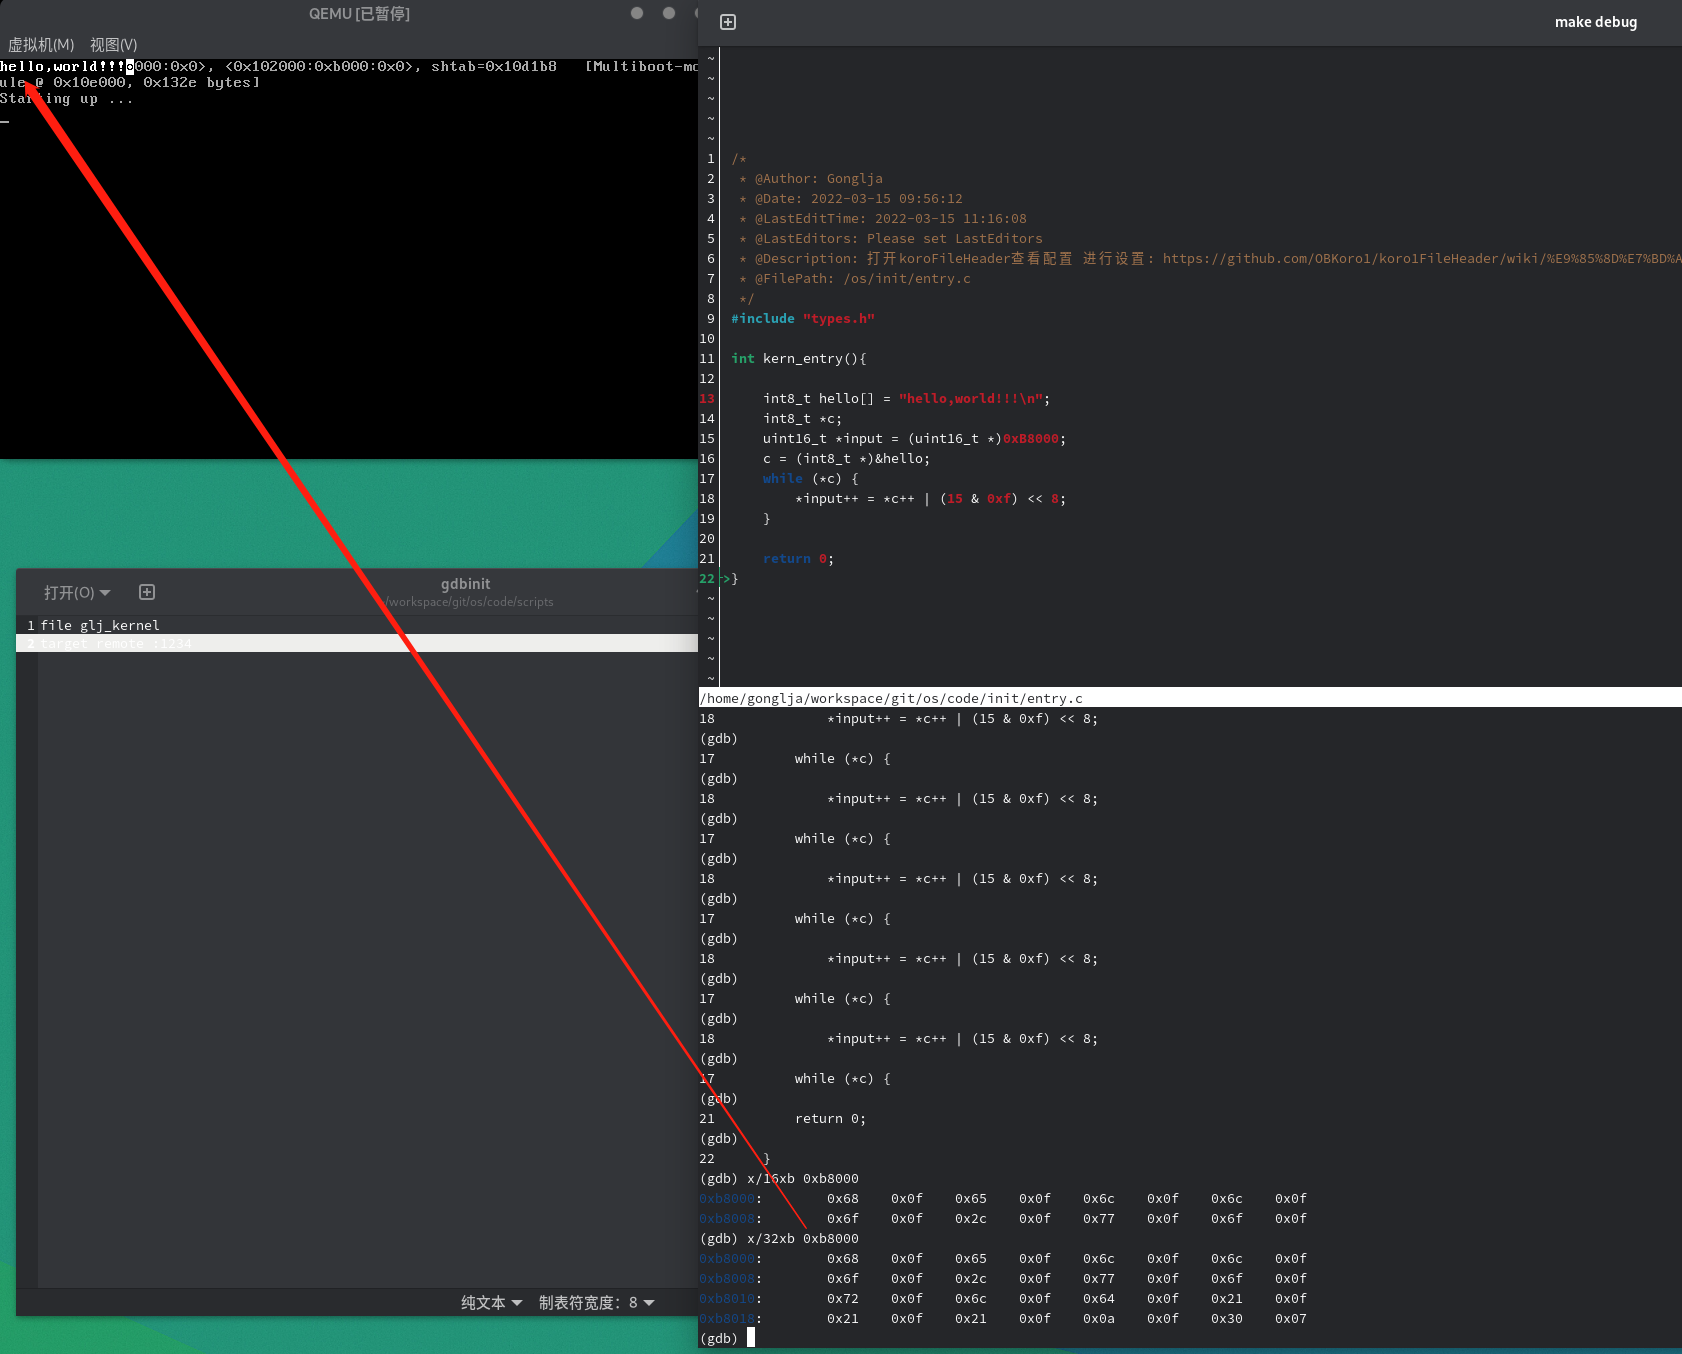 QEMU [已暂停]
虚拟机(M) 视图(V)
hello,world!!!◙000:0x0>, <0x102000:0xb000:0x0>, shtab=0x10d1b8 [Multiboot-mo
ule @ 0x10e000, 0x132e bytes]
Starting up ...
_
打开(O)
gdbinit
/workspace/git/os/code/scripts
1 file glj_kernel
2 target remote :1234
纯文本 制表符宽度：8
make debug
~
~
~
~
~
1 /*
2 * @Author: Gonglja
3 * @Date: 2022-03-15 09:56:12
4 * @LastEditTime: 2022-03-15 11:16:08
5 * @LastEditors: Please set LastEditors
6 * @Description: 打开koroFileHeader查看配置 进行设置: https://github.com/OBKoro1/koro1FileHeader/wiki/%E9%85%8D%E7%BD%A
7 * @FilePath: /os/init/entry.c
8 */
9 #include "types.h"
10
11 int kern_entry(){
12
13 int8_t hello[] = "hello,world!!!\n";
14 int8_t *c;
15 uint16_t *input = (uint16_t *)0xB8000;
16 c = (int8_t *)&hello;
17 while (*c) {
18 *input++ = *c++ | (15 & 0xf) << 8;
19 }
20
21 return 0;
22 >}
~
~
~
~
~
/home/gonglja/workspace/git/os/code/init/entry.c
18 *input++ = *c++ | (15 & 0xf) << 8;
(gdb)
17 while (*c) {
(gdb)
18 *input++ = *c++ | (15 & 0xf) << 8;
(gdb)
17 while (*c) {
(gdb)
18 *input++ = *c++ | (15 & 0xf) << 8;
(gdb)
17 while (*c) {
(gdb)
18 *input++ = *c++ | (15 & 0xf) << 8;
(gdb)
17 while (*c) {
(gdb)
18 *input++ = *c++ | (15 & 0xf) << 8;
(gdb)
17 while (*c) {
(gdb)
21 return 0;
(gdb)
22 }
(gdb) x/16xb 0xb8000
0xb8000: 0x68 0x0f 0x65 0x0f 0x6c 0x0f 0x6c 0x0f
0xb8008: 0x6f 0x0f 0x2c 0x0f 0x77 0x0f 0x6f 0x0f
(gdb) x/32xb 0xb8000
0xb8000: 0x68 0x0f 0x65 0x0f 0x6c 0x0f 0x6c 0x0f
0xb8008: 0x6f 0x0f 0x2c 0x0f 0x77 0x0f 0x6f 0x0f
0xb8010: 0x72 0x0f 0x6c 0x0f 0x64 0x0f 0x21 0x0f
0xb8018: 0x21 0x0f 0x21 0x0f 0x0a 0x0f 0x30 0x07
(gdb)